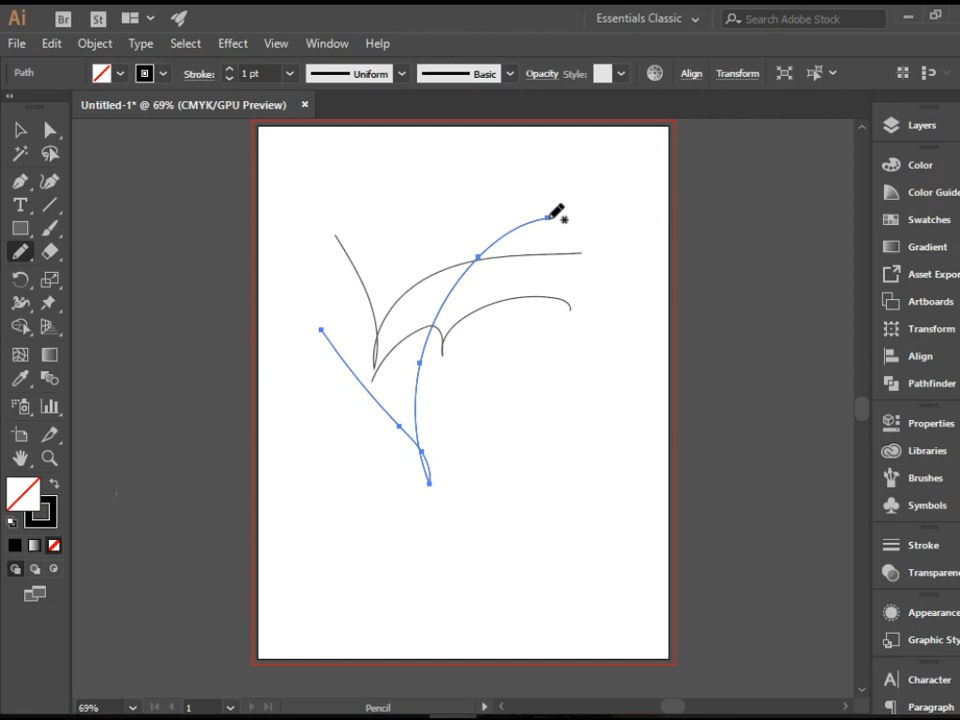 Ai Br St Essentials Classic Search Adobe Stock
File Edit Object Type Select Effect View Window Help
Path Stroke: 1 pt Uniform Basic Opacity Style: Align Transform
Untitled-1* @ 69% (CMYK/GPU Preview) ×
Layers
Color
Color Guid
Swatches
Gradient
Asset Expor
Artboards
Transform
Align
Pathfinder
Properties
Libraries
Brushes
Symbols
Stroke
Transparen
Appearance
Graphic Sty
Character
Paragraph
69% 1 Pencil